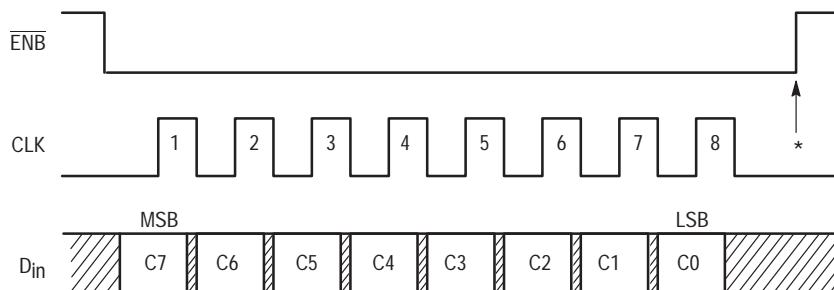 ENB
CLK 1 2 3 4 5 6 7 8 *
MSB LSB
Din C7 C6 C5 C4 C3 C2 C1 C0